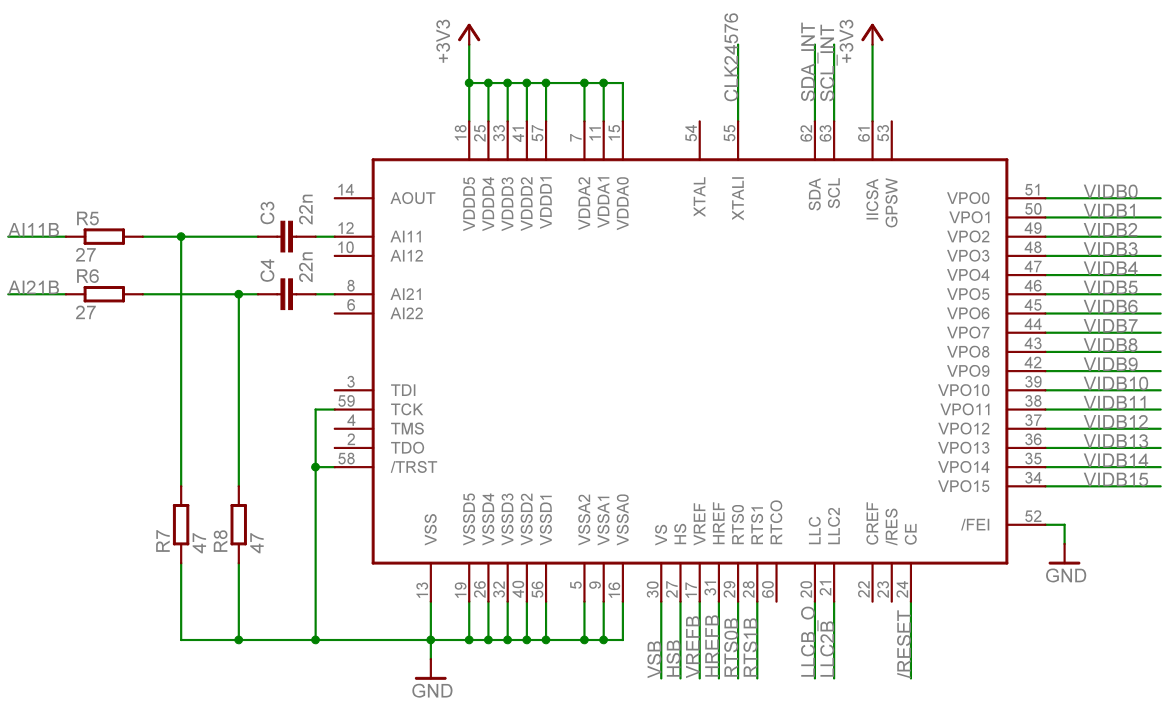 +3V3
CLK24576
SDA_INT
SCL_INT
+3V3
18 25 33 41 57 7 11 15 54 55 62 63 61 53
VDDD5 VDDD4 VDDD3 VDDD2 VDDD1 VDDA2 VDDA1 VDDA0 XTAL XTALI SDA SCL IICSA GPSW
14 AOUT
AI11B R5 27 C3 22n 12 AI11
10 AI12
AI21B R6 27 C4 22n 8 AI21
6 AI22
3 TDI
59 TCK
4 TMS
2 TDO
58 /TRST
R7 47 R8 47
VPO0 51 VIDB0
VPO1 50 VIDB1
VPO2 49 VIDB2
VPO3 48 VIDB3
VPO4 47 VIDB4
VPO5 46 VIDB5
VPO6 45 VIDB6
VPO7 44 VIDB7
VPO8 43 VIDB8
VPO9 42 VIDB9
VPO10 39 VIDB10
VPO11 38 VIDB11
VPO12 37 VIDB12
VPO13 36 VIDB13
VPO14 35 VIDB14
VPO15 34 VIDB15
/FEI 52
GND
VSS VSSD5 VSSD4 VSSD3 VSSD2 VSSD1 VSSA2 VSSA1 VSSA0 VS HS VREF HREF RTS0 RTS1 RTCO LLC LLC2 CREF /RES CE
13 19 26 32 40 56 5 9 16 30 27 17 31 29 28 60 20 21 22 23 24
VSB HSB VREFB HREFB RTS0B RTS1B LLCB_O LLC2B /RESET
GND